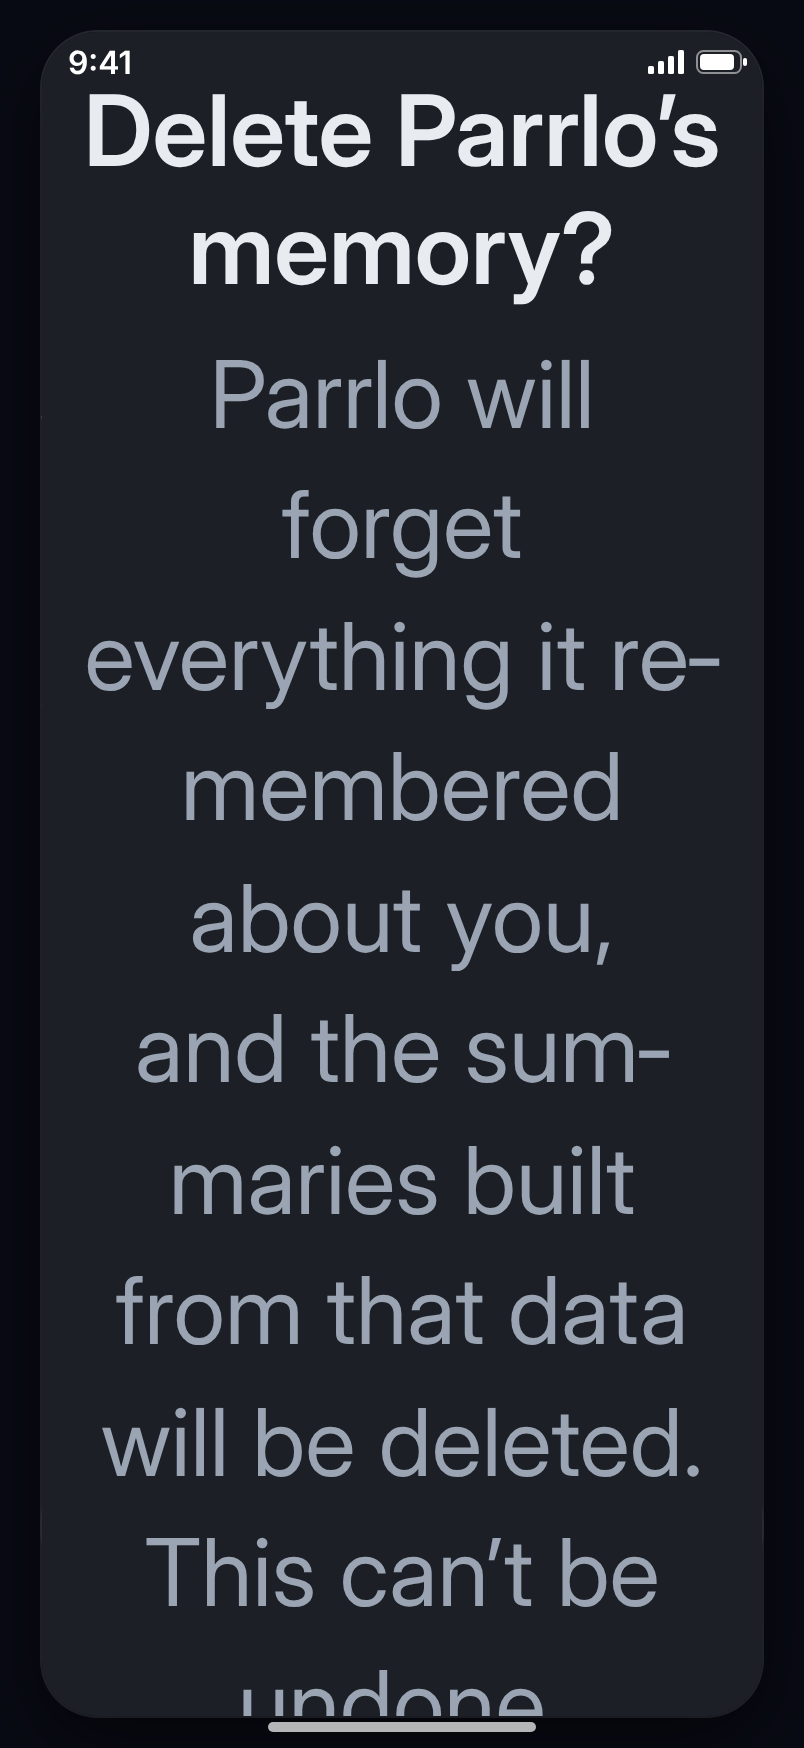 9:41
Delete Parrlo’s
memory?
Parrlo will
forget
everything it re-
membered
about you,
and the sum-
maries built
from that data
will be deleted.
This can’t be
undone